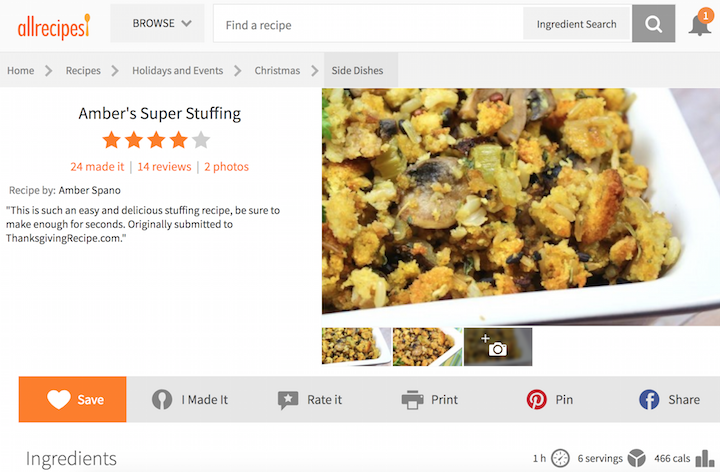 allrecipes
BROWSE
Find a recipe
Ingredient Search
1
Home
Recipes
Holidays and Events
Christmas
Side Dishes
Amber's Super Stuffing
24 made it | 14 reviews | 2 photos
Recipe by: Amber Spano
"This is such an easy and delicious stuffing recipe, be sure to
make enough for seconds. Originally submitted to
ThanksgivingRecipe.com."
Save
I Made It
Rate it
Print
Pin
Share
Ingredients
1 h
6 servings
466 cals